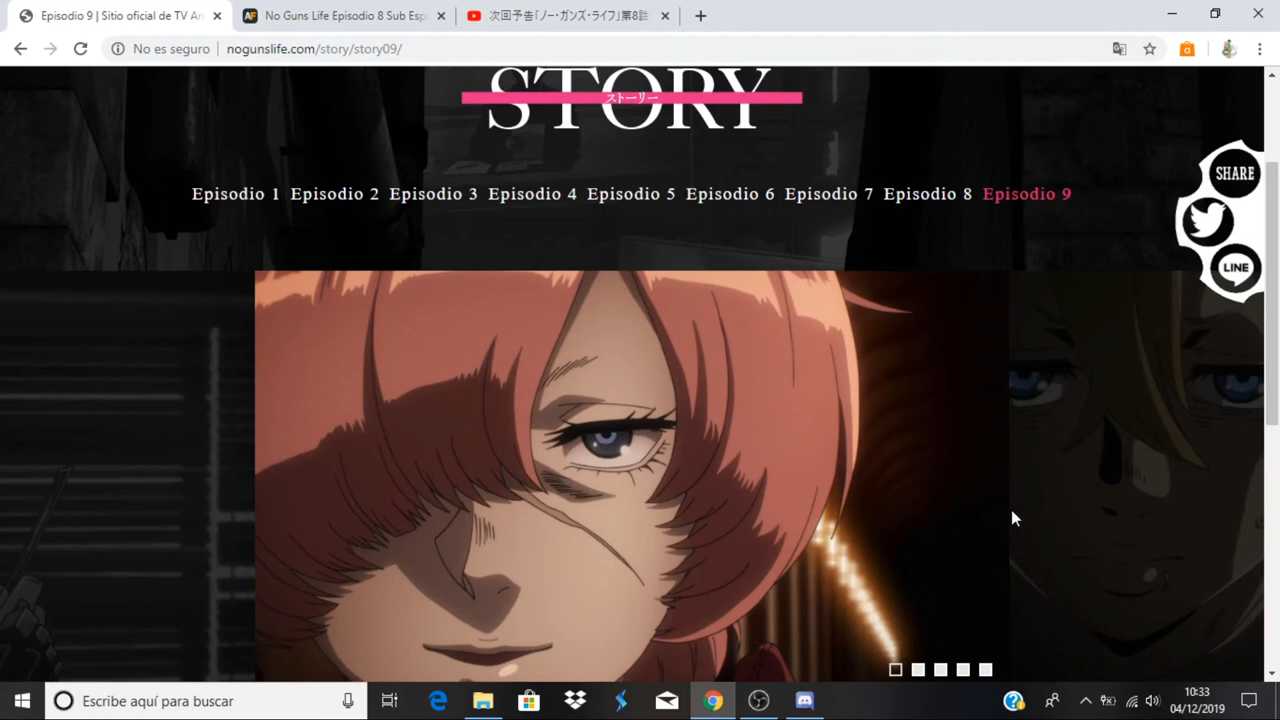 Episodio 9 | Sitio oficial de TV An
No Guns Life Episodio 8 Sub Esp
次回予告「ノー・ガンズ・ライフ」第8話
No es seguro
nogunslife.com/story/story09/
STORY
ストーリー
SHARE
Episodio 1 Episodio 2 Episodio 3 Episodio 4 Episodio 5 Episodio 6 Episodio 7 Episodio 8 Episodio 9
LINE
Escribe aquí para buscar
10:33
04/12/2019